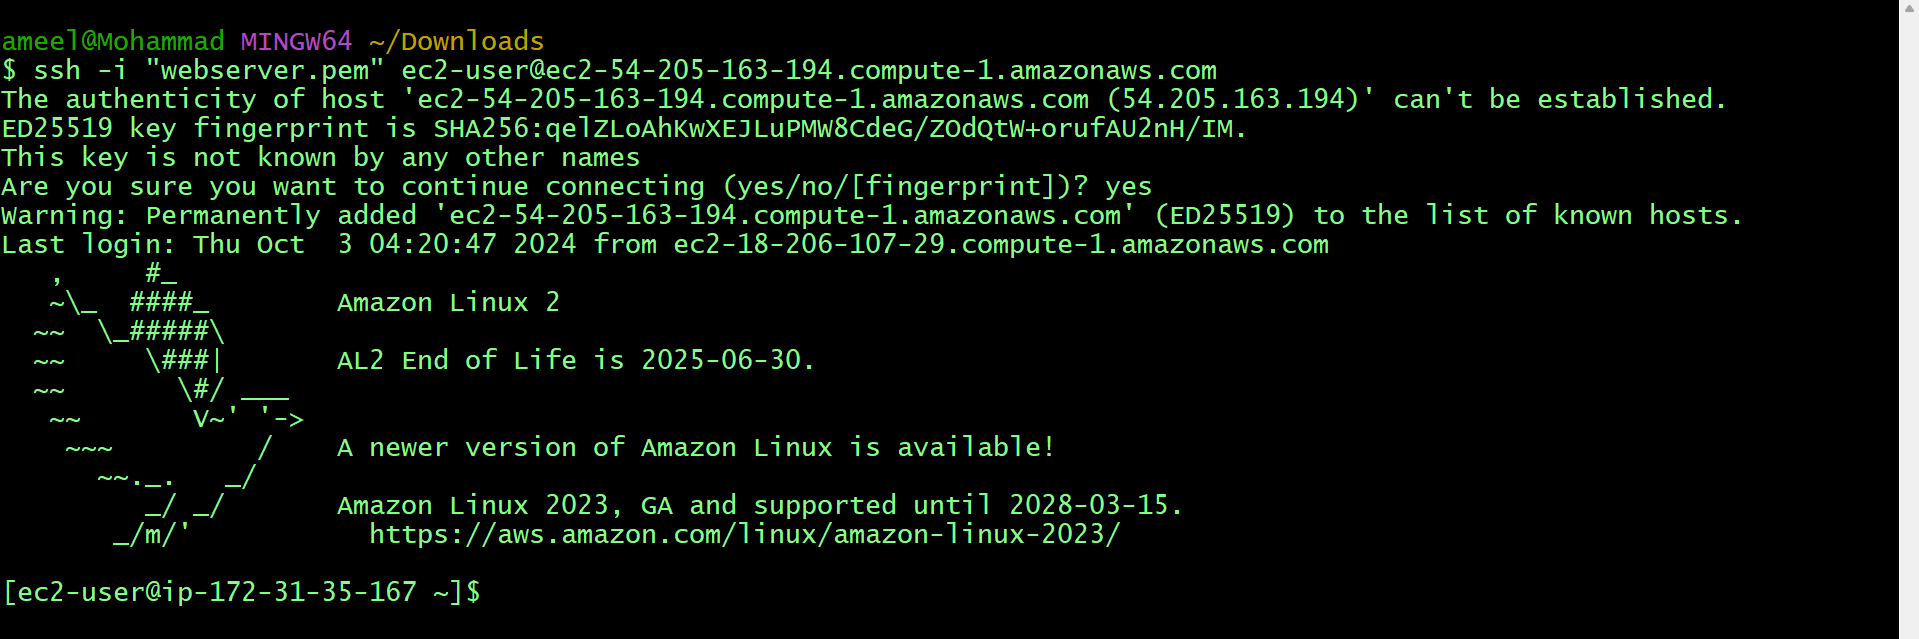 ameel@Mohammad MINGW64 ~/Downloads
$ ssh -i "webserver.pem" ec2-user@ec2-54-205-163-194.compute-1.amazonaws.com
The authenticity of host 'ec2-54-205-163-194.compute-1.amazonaws.com (54.205.163.194)' can't be established.
ED25519 key fingerprint is SHA256:qelZLoAhKwXEJLuPMW8CdeG/ZOdQtW+orufAU2nH/IM.
This key is not known by any other names
Are you sure you want to continue connecting (yes/no/[fingerprint])? yes
Warning: Permanently added 'ec2-54-205-163-194.compute-1.amazonaws.com' (ED25519) to the list of known hosts.
Last login: Thu Oct  3 04:20:47 2024 from ec2-18-206-107-29.compute-1.amazonaws.com
   ,     #_
   ~\_  ####_        Amazon Linux 2
  ~~  \_#####\
  ~~     \###|       AL2 End of Life is 2025-06-30.
  ~~       \#/ ___
   ~~       V~' '->
    ~~~         /    A newer version of Amazon Linux is available!
      ~~._.   _/
         _/ _/       Amazon Linux 2023, GA and supported until 2028-03-15.
       _/m/'           https://aws.amazon.com/linux/amazon-linux-2023/
[ec2-user@ip-172-31-35-167 ~]$